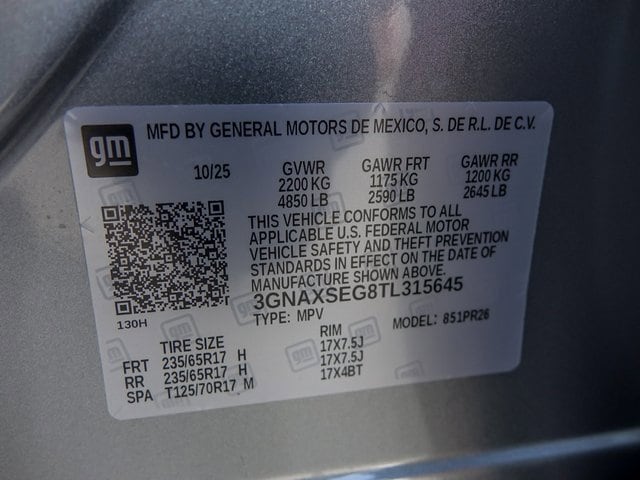 gm MFD BY GENERAL MOTORS DE MEXICO, S. DE R.L. DE C.V.
10/25 GVWR GAWR FRT GAWR RR
2200 KG 1175 KG 1200 KG
4850 LB 2590 LB 2645 LB
THIS VEHICLE CONFORMS TO ALL
APPLICABLE U.S. FEDERAL MOTOR
VEHICLE SAFETY AND THEFT PREVENTION
STANDARDS IN EFFECT ON THE DATE OF
MANUFACTURE SHOWN ABOVE.
3GNAXSEG8TL315645
130H TYPE: MPV MODEL: 851PR26
TIRE SIZE RIM
FRT 235/65R17 H 17X7.5J
RR 235/65R17 H 17X7.5J
SPA T125/70R17 M 17X4BT